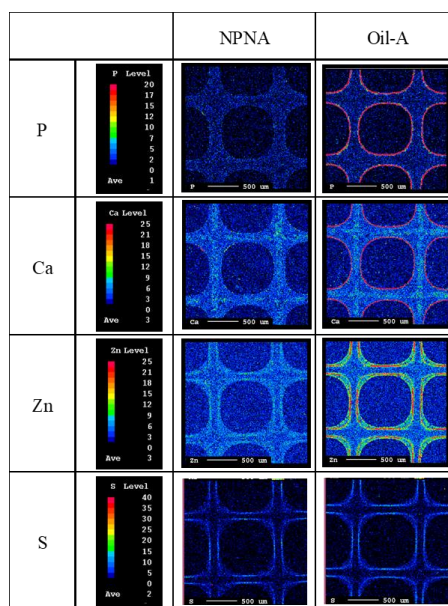 NPNA Oil-A
P
P Level
20
17
15
12
10
7
5
2
0
Ave 1
P 500 um
P 500 um
Ca
Ca Level
25
21
18
15
12
9
6
3
0
Ave 3
Ca 500 um
Ca 500 um
Zn
Zn Level
25
21
18
15
12
9
6
3
0
Ave 3
Zn 500 um
Zn 500 um
S
S Level
40
35
30
25
20
15
10
5
0
Ave 2
S 500 um
S 500 um